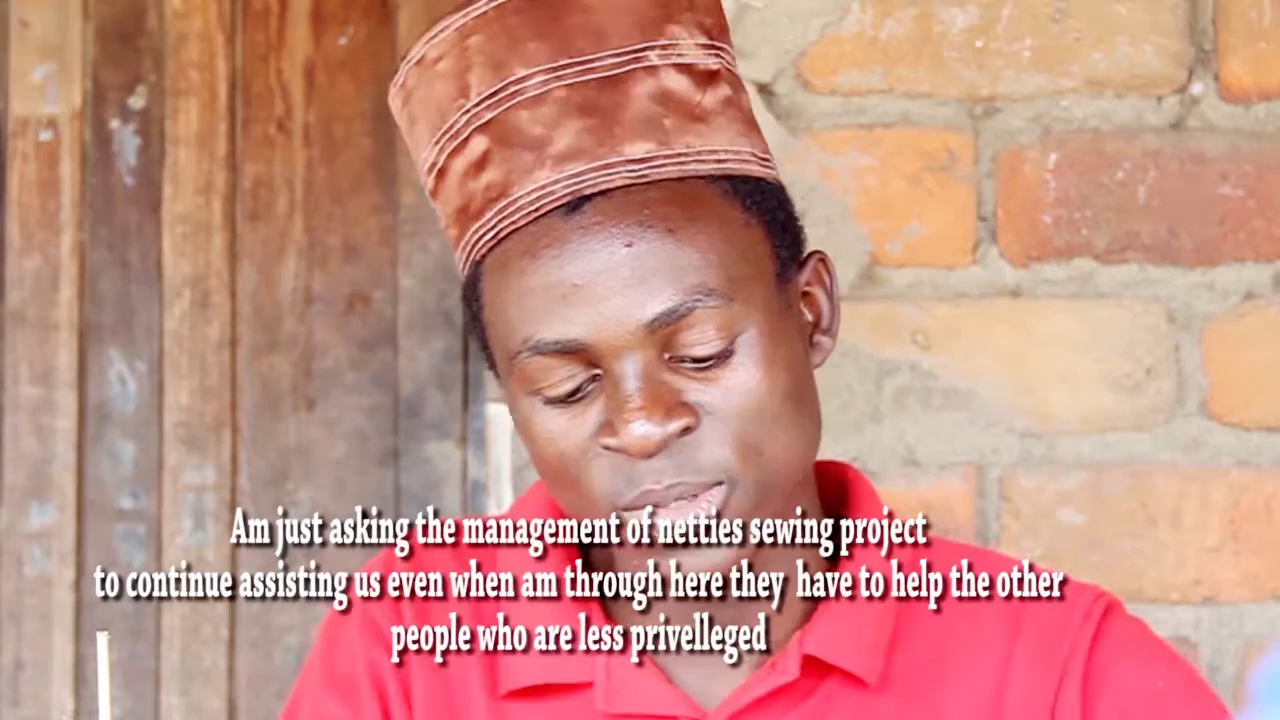 Am just asking the management of netties sewing project
to continue assisting us even when am through here they have to help the other
people who are less privelleged